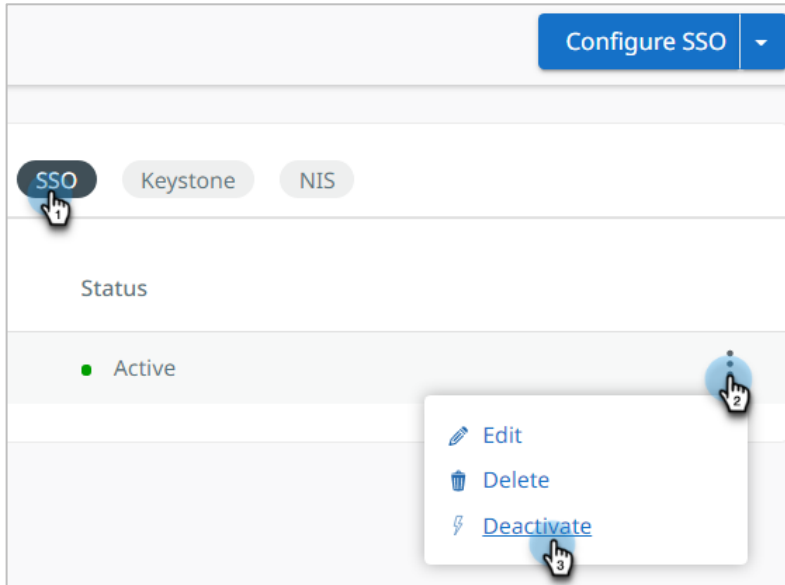 Configure SSO
SSO Keystone NIS
1
Status
Active
2
Edit
Delete
Deactivate
3